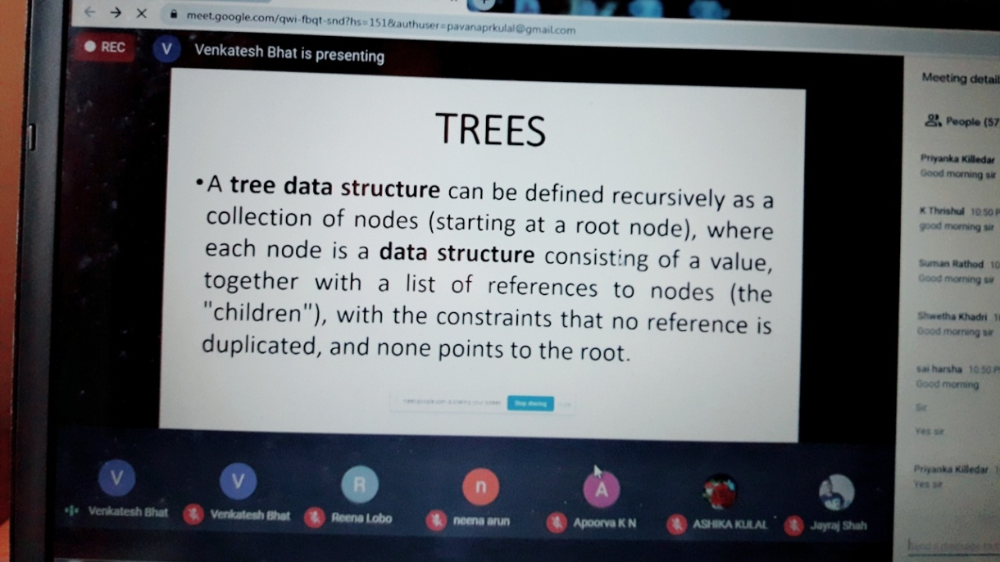 meet.google.com/qwi-fbqt-snd?hs=151&authuser=pavanaprkulal@gmail.com
REC
V
Venkatesh Bhat is presenting
TREES
•A tree data structure can be defined recursively as a
collection of nodes (starting at a root node), where
each node is a data structure consisting of a value,
together with a list of references to nodes (the
"children"), with the constraints that no reference is
duplicated, and none points to the root.
Stop sharing
V
Venkatesh Bhat
V
Venkatesh Bhat
R
Reena Lobo
n
neena arun
A
Apoorva K N
ASHIKA KULAL
Jayraj Shah
Meeting detail
People (57
Priyanka Killedar
Good morning sir
K Thrishul 10:50 P
good morning sir
Suman Rathod 10
Good morning sir
Shwetha Khadri 1
Good morning sir
sai harsha 10:50 P
Good morning
Sir
Yes sir
Priyanka Killedar 1
Yes sir